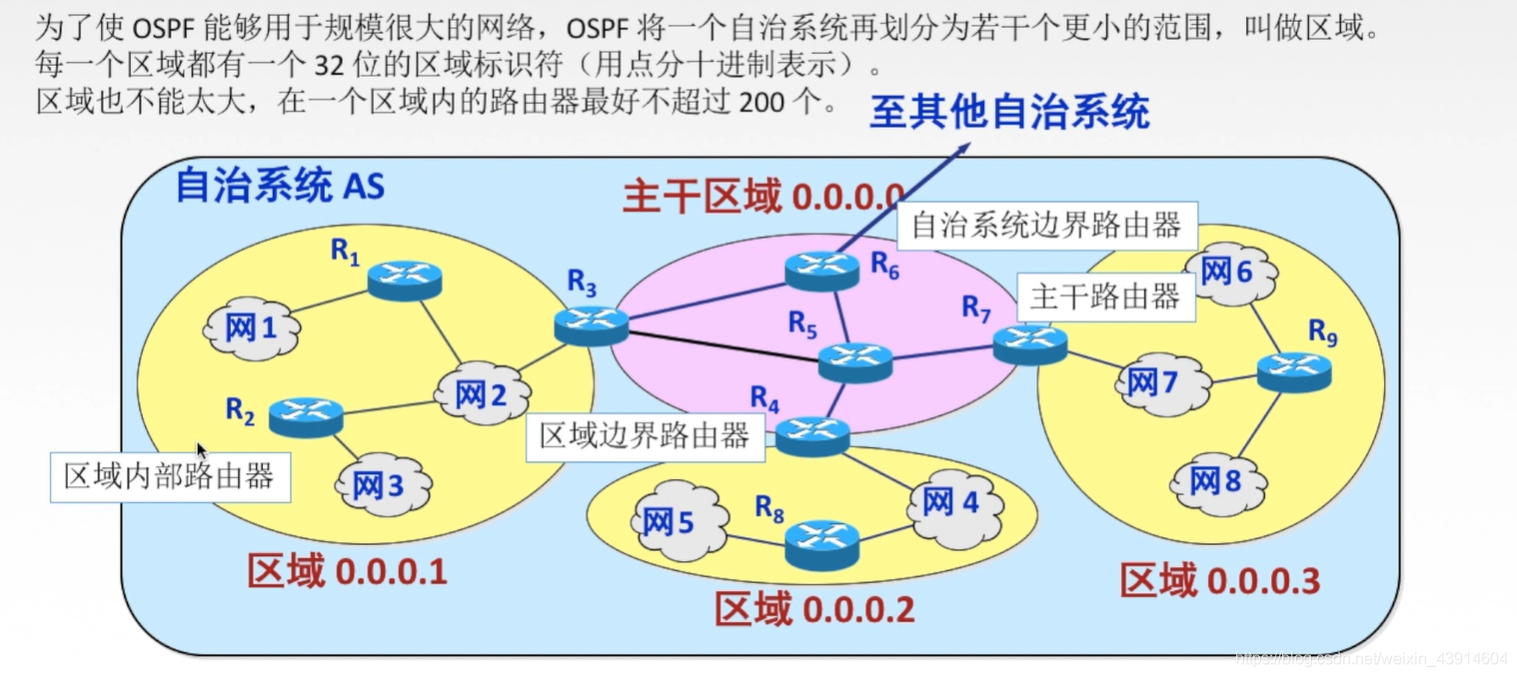 为了使 OSPF 能够用于规模很大的网络，OSPF 将一个自治系统再划分为若干个更小的范围，叫做区域。
每一个区域都有一个 32 位的区域标识符（用点分十进制表示）。
区域也不能太大，在一个区域内的路由器最好不超过 200 个。
至其他自治系统
自治系统 AS
主干区域 0.0.0.0
自治系统边界路由器
R1
R3
R6
网6
主干路由器
R7
网1
R5
R9
网2
网7
R2
R4
区域边界路由器
区域内部路由器
网3
网8
网5
R8
网4
区域 0.0.0.1
区域 0.0.0.2
区域 0.0.0.3
https://blog.csdn.net/weixin_43914604